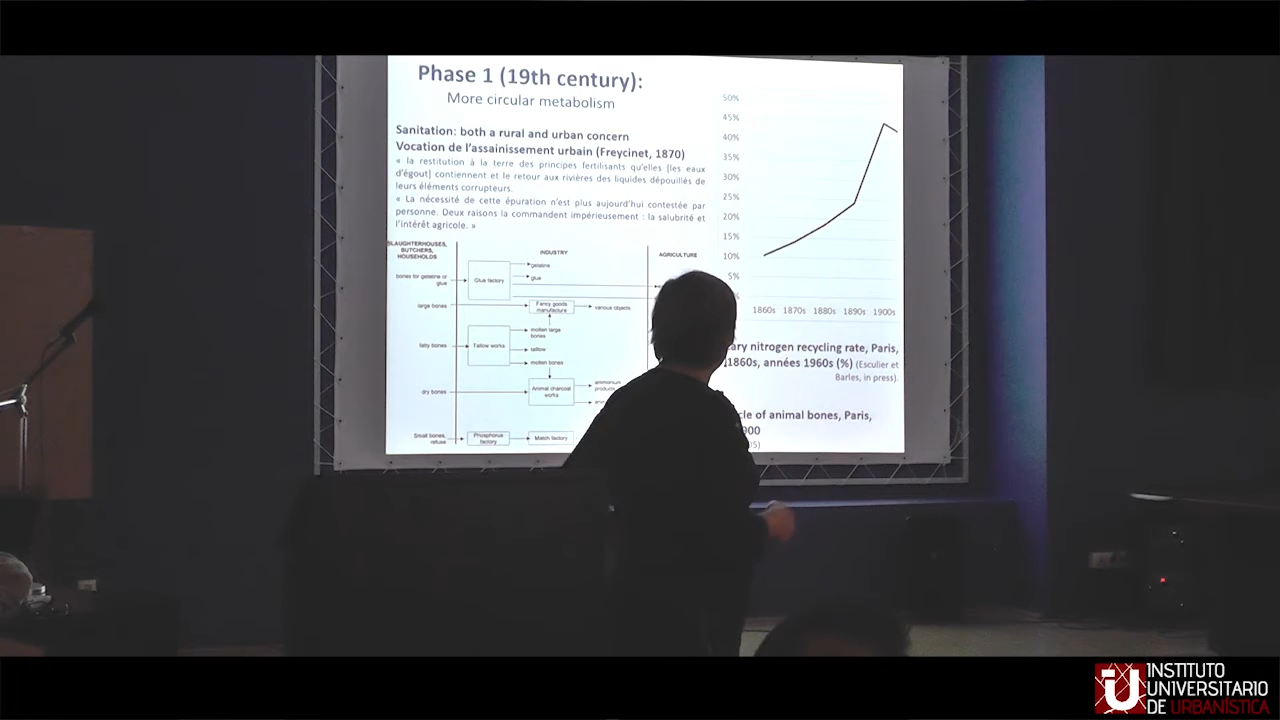 Phase 1 (19th century):
More circular metabolism
Sanitation: both a rural and urban concern
Vocation de l'assainissement urbain (Freycinet, 1870)
« la restitution à la terre des principes fertilisants qu'elles [les eaux
d'égout] contiennent et le retour aux rivières des liquides dépouillés de
leurs éléments corrupteurs.
« La nécessité de cette épuration n'est plus aujourd'hui contestée par
personne. Deux raisons la commandent impérieusement : la salubrité et
l'intérêt agricole. »
SLAUGHTERHOUSES,
BUTCHERS,
HOUSEHOLDS
INDUSTRY
AGRICULTURE
bones for gelatine or
glue
Glue factory
gelatine
glue
large bones
Fancy goods
manufacture
various objects
fatty bones
Tallow works
molten large
bones
tallow
molten bones
dry bones
Animal charcoal
works
ammonium
Small bones,
refuse
Phosphorus
factory
Match factory
50%
45%
40%
35%
30%
25%
20%
15%
10%
5%
%
1860s 1870s 1880s 1890s 1900s
ary nitrogen recycling rate, Paris,
1860s, années 1960s (%) (Esculier et
Barles, in press).
cle of animal bones, Paris,
900
05)
INSTITUTO
UNIVERSITARIO
DE URBANÍSTICA